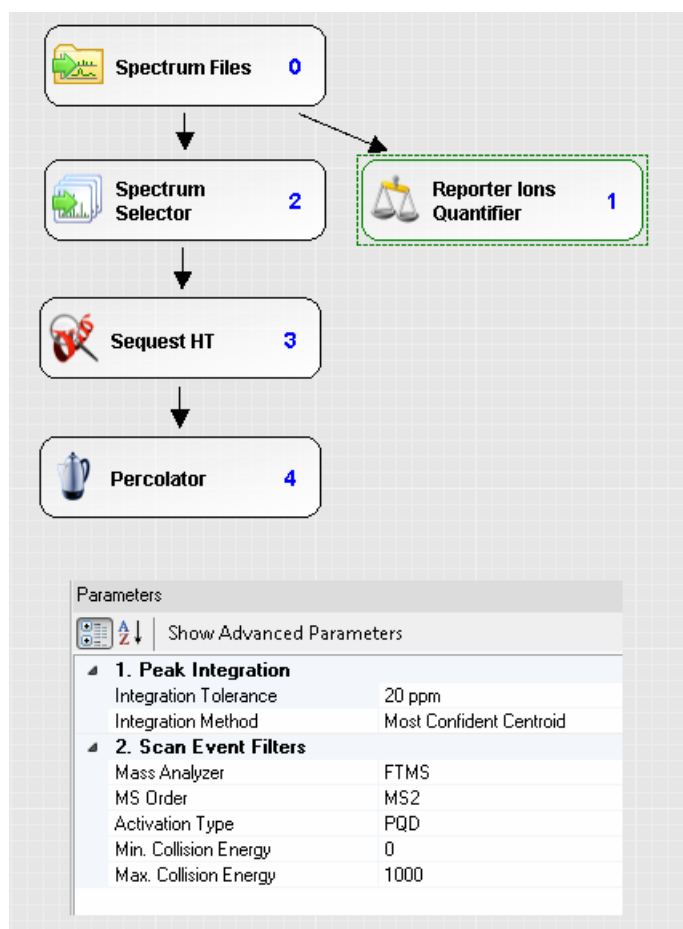 Spectrum Files 0
Spectrum
Selector 2
Reporter Ions
Quantifier 1
Sequest HT 3
Percolator 4
Parameters
A
Z Show Advanced Parameters
1. Peak Integration
Integration Tolerance 20 ppm
Integration Method Most Confident Centroid
2. Scan Event Filters
Mass Analyzer FTMS
MS Order MS2
Activation Type PQD
Min. Collision Energy 0
Max. Collision Energy 1000